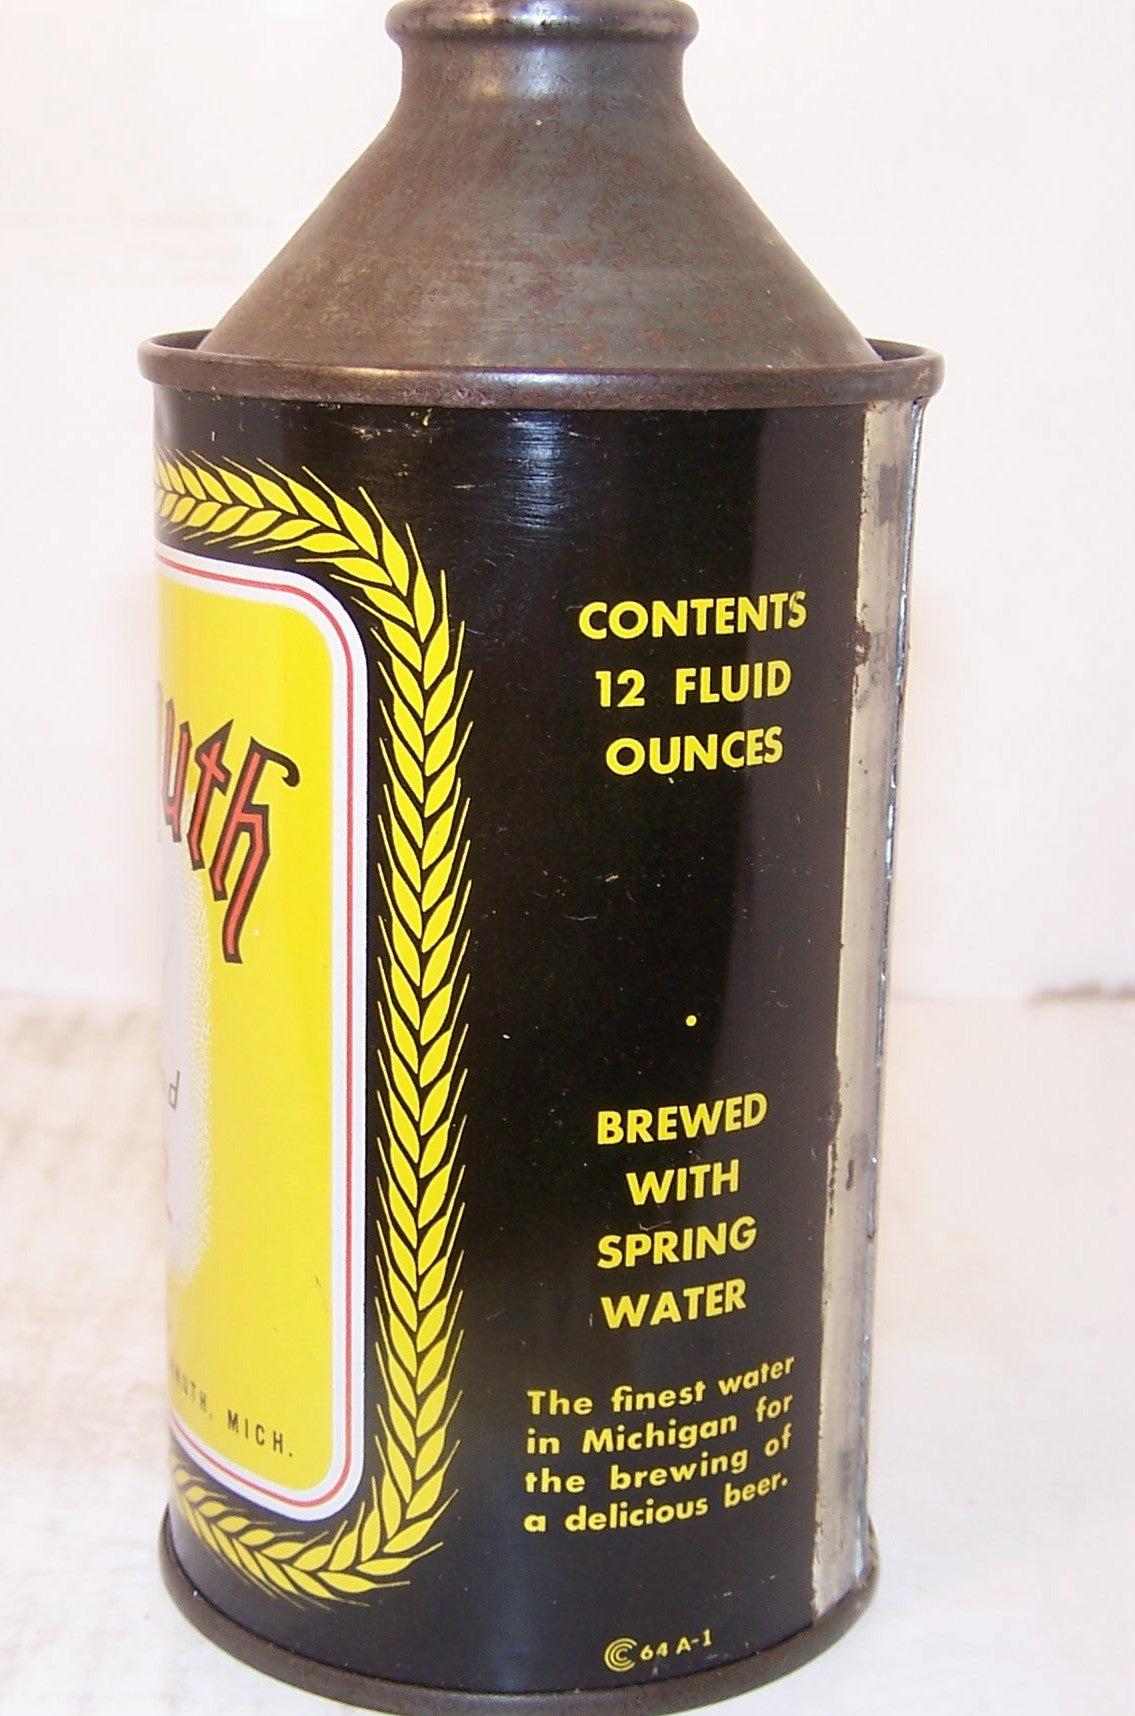 CONTENTS
12 FLUID
OUNCES
BREWED
WITH
SPRING
WATER
The finest water
in Michigan for
the brewing of
a delicious beer.
MICH.
64 A-1